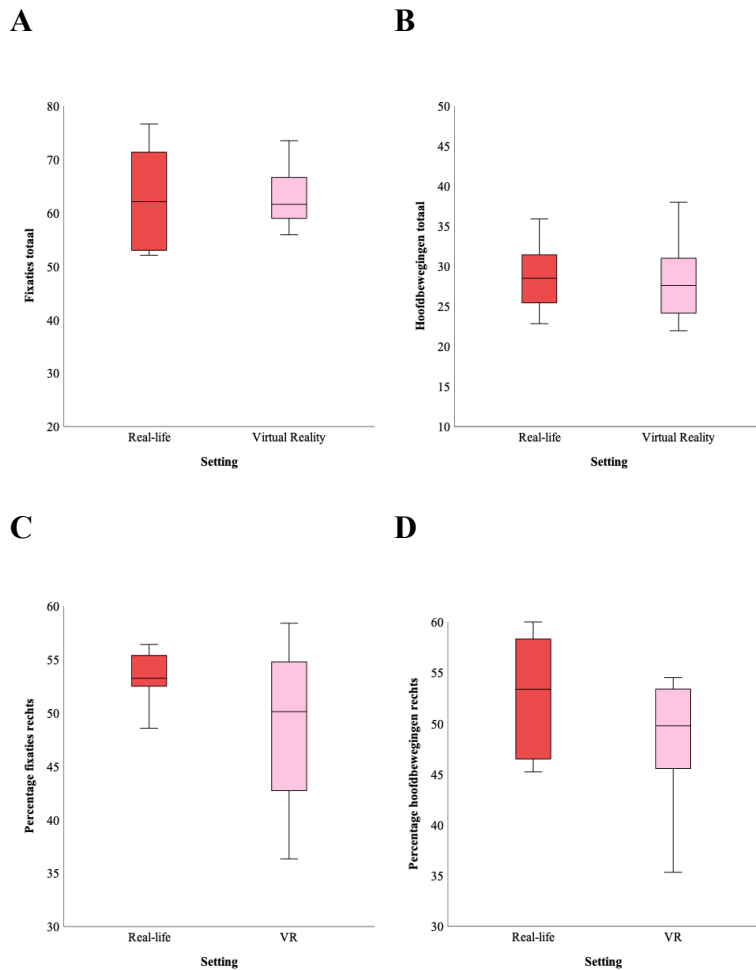 A
B
Fixaties totaal
80
70
60
50
40
30
20
Real-life
Virtual Reality
Setting
Hoofdbewegingen totaal
50
45
40
35
30
25
20
15
10
Real-life
Virtual Reality
Setting
C
D
Percentage fixaties rechts
60
55
50
45
40
35
30
Real-life
VR
Setting
Percentage hoofdbewegingen rechts
60
55
50
45
40
35
30
Real-life
VR
Setting